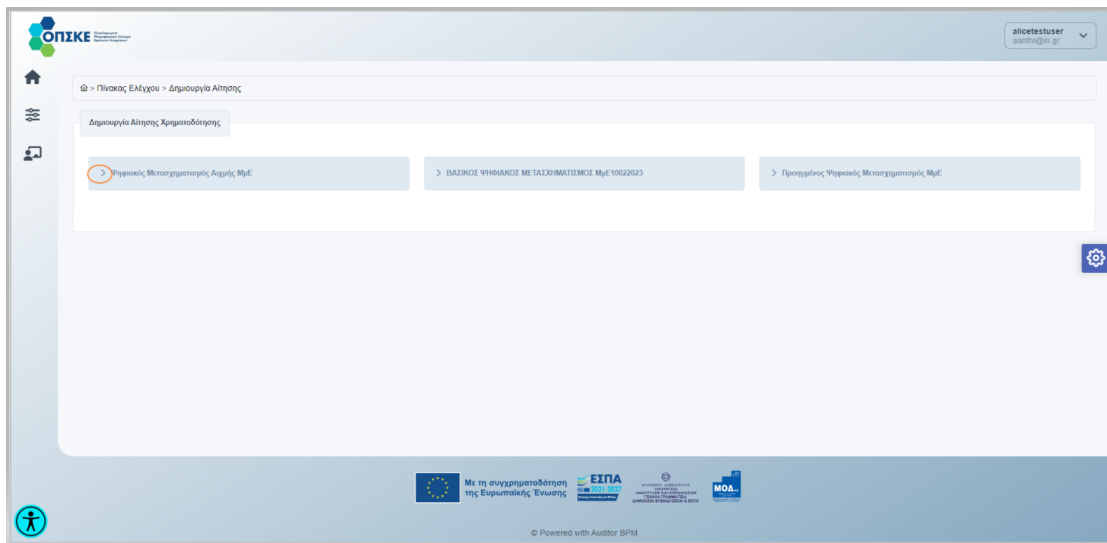 ΟΠΣΚΕ
alicetestuser
aanthi@in.gr
> Πίνακας Ελέγχου > Δημιουργία Αίτησης
Δημιουργία Αίτησης Χρηματοδότησης
Ψηφιακός Μετασχηματισμός Αιχμής ΜμΕ
ΒΑΣΙΚΟΣ ΨΗΦΙΑΚΟΣ ΜΕΤΑΣΧΗΜΑΤΙΣΜΟΣ ΜμΕ10022023
Προηγμένος Ψηφιακός Μετασχηματισμός ΜμΕ
Με τη συγχρηματοδότηση
της Ευρωπαϊκής Ένωσης
ΕΣΠΑ
2021-2027
ΜΟΔ
© Powered with Auditor BPM